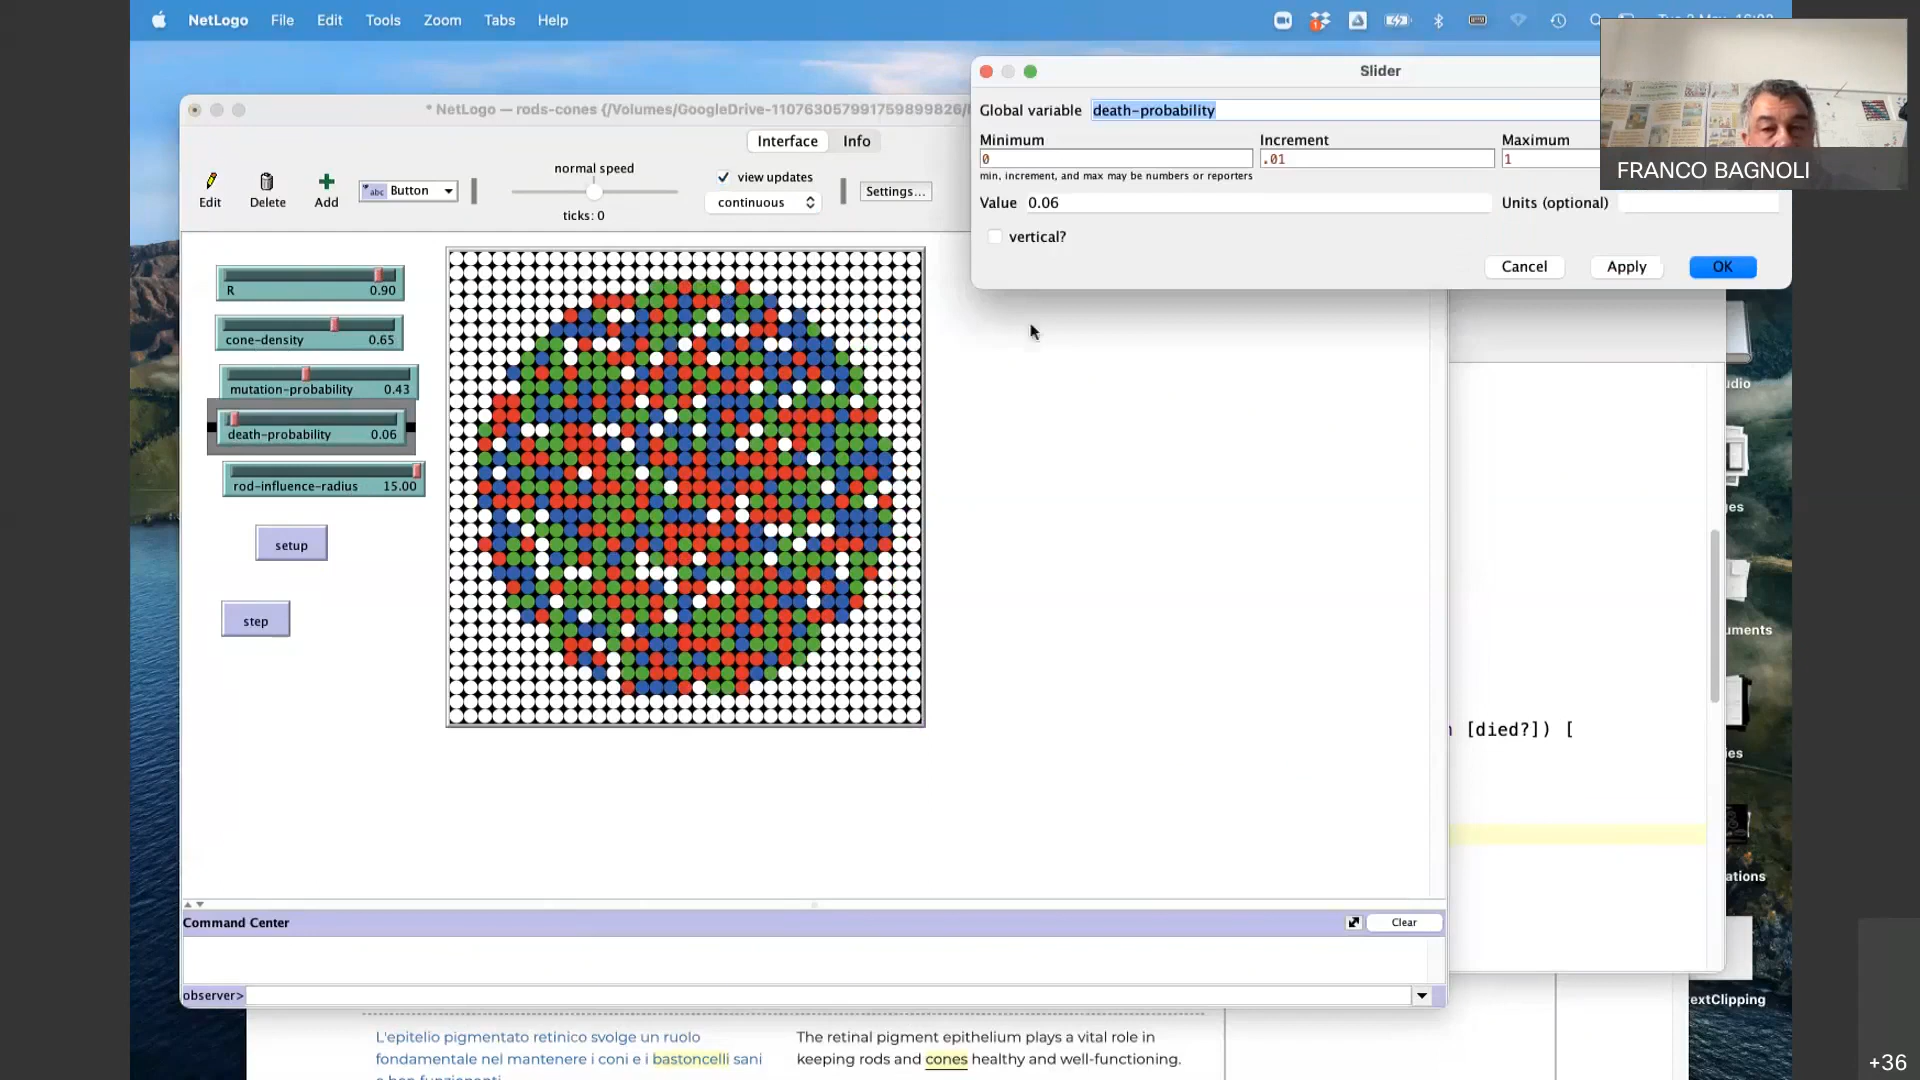 NetLogo File Edit Tools Zoom Tabs Help
* NetLogo — rods-cones {/Volumes/GoogleDrive-110763057991759899826/
Interface Info
Edit Delete Add abc Button
normal speed
ticks: 0
view updates
continuous
Settings...
R 0.90
cone-density 0.65
mutation-probability 0.43
death-probability 0.06
rod-influence-radius 15.00
setup
step
Slider
Global variable death-probability
Minimum Increment Maximum
0 .01 1
min, increment, and max may be numbers or reporters
Value 0.06 Units (optional)
vertical?
Cancel Apply OK
FRANCO BAGNOLI
[died?]) [
Command Center
Clear
observer>
L'epitelio pigmentato retinico svolge un ruolo
fondamentale nel mantenere i coni e i bastoncelli sani
The retinal pigment epithelium plays a vital role in
keeping rods and cones healthy and well-functioning.
+36